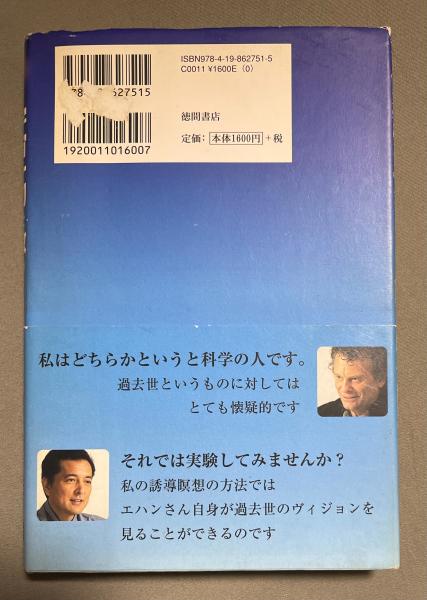 ISBN978-4-19-862751-5
C0011 ¥1600E (0)
627515
1920011016007
徳間書店
定価：本体1600円＋税
私はどちらかというと科学の人です。
過去世というものに対しては
とても懐疑的です
それでは実験してみませんか？
私の誘導瞑想の方法では
エハンさん自身が過去世のヴィジョンを
見ることができるのです